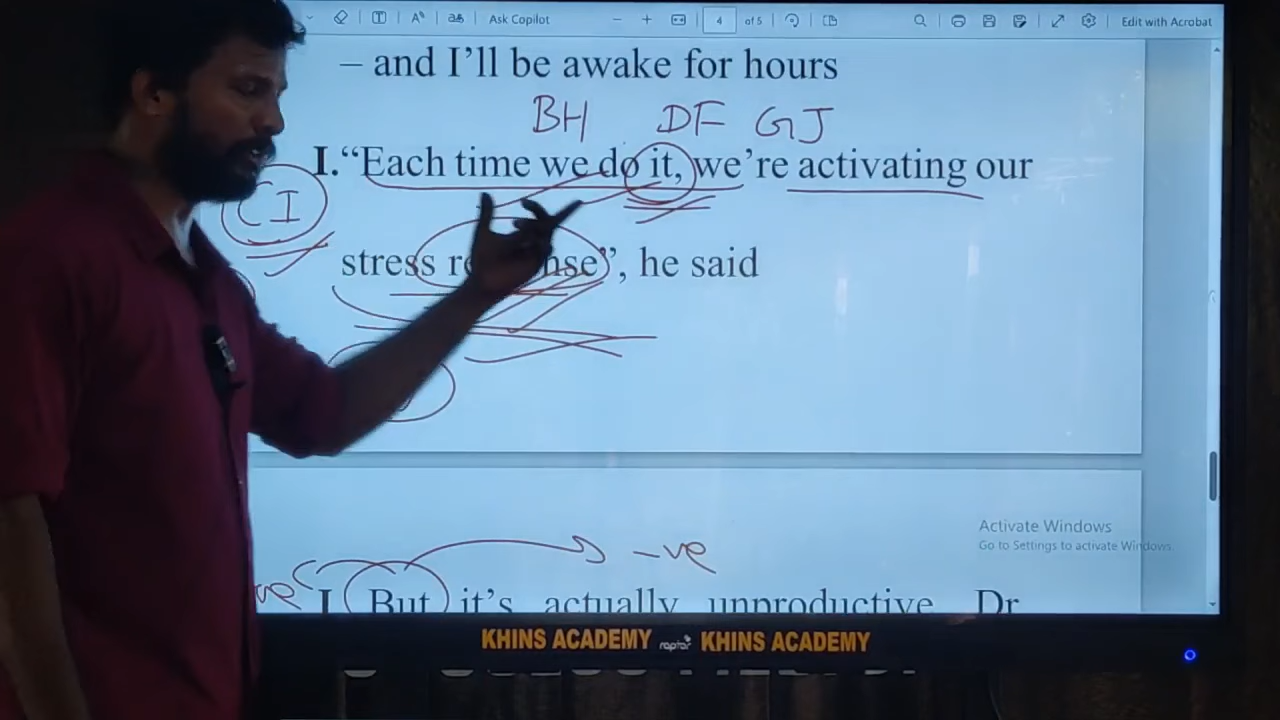 Ask Copilot 4 of 5 Edit with Acrobat
– and I'll be awake for hours
BH DF GJ
I. “Each time we do it, we're activating our
CI
stress response”, he said
-ve
I But it's actually unproductive Dr
Activate Windows
Go to Settings to activate Windows.
KHINS ACADEMY raptor KHINS ACADEMY